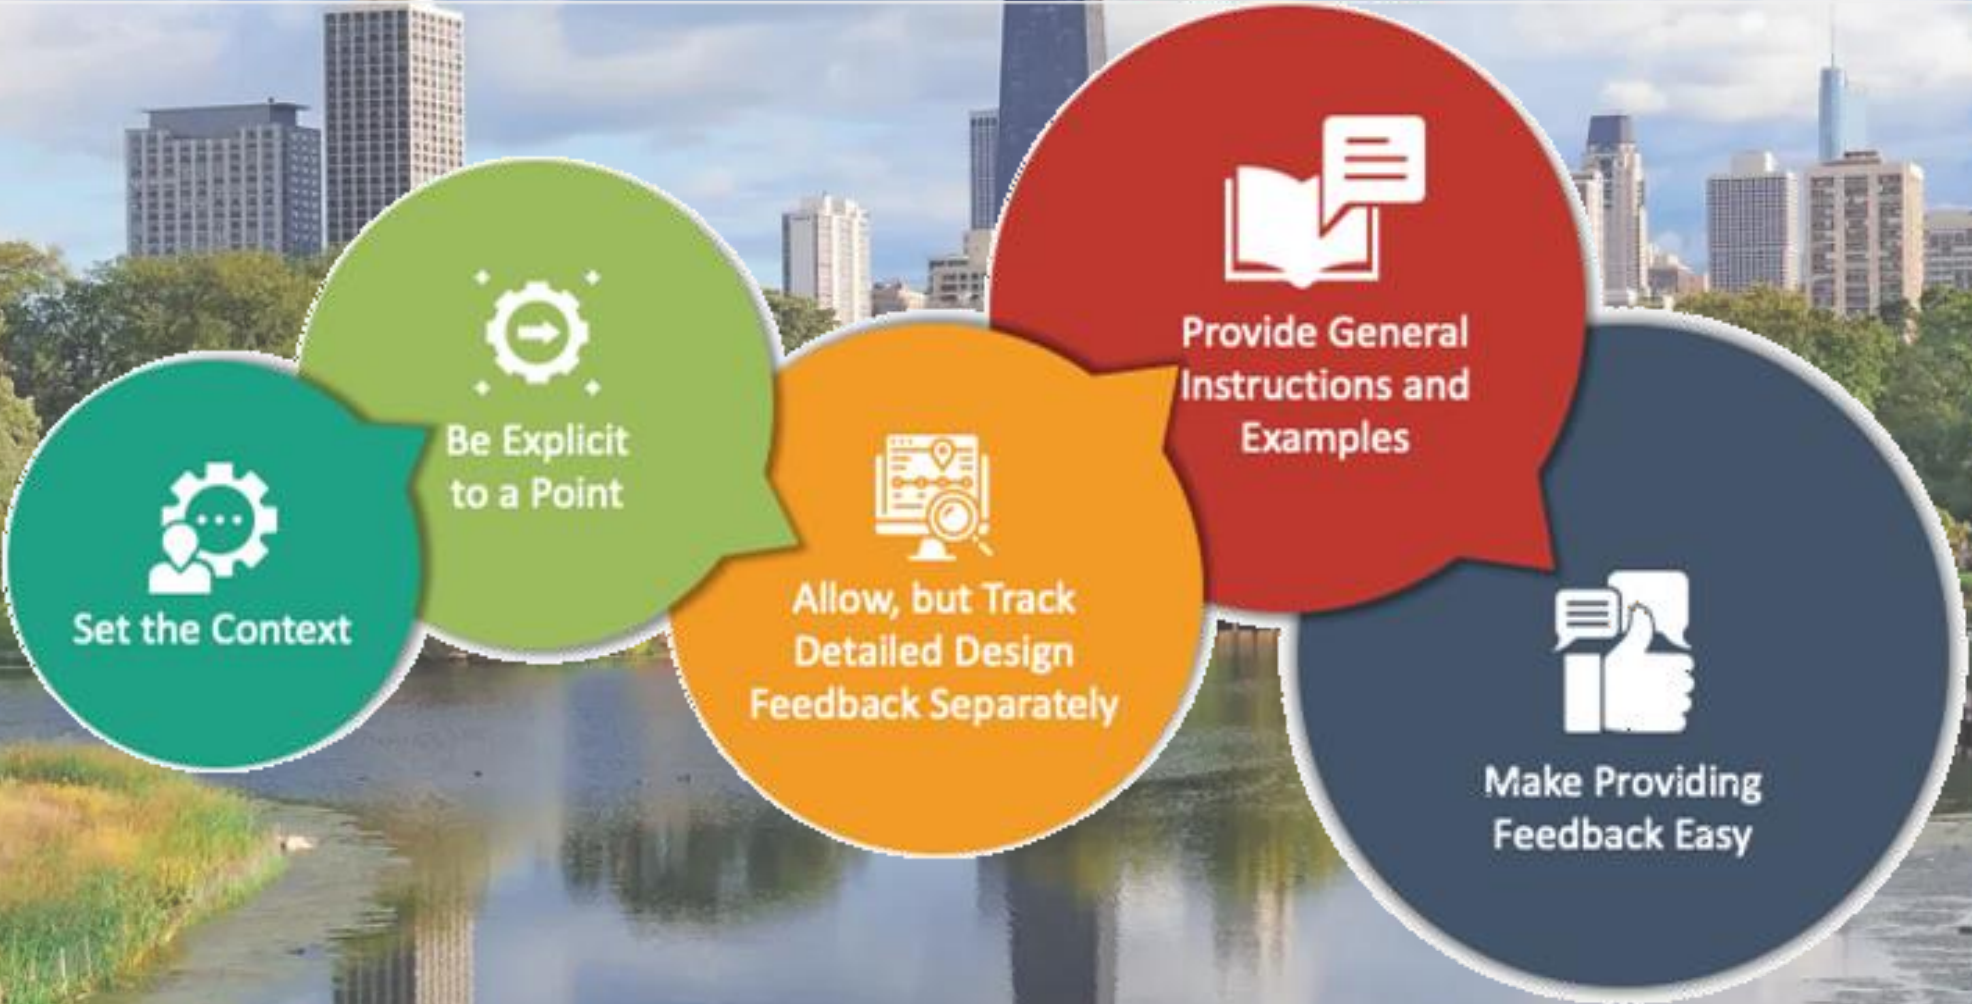 Set the Context
Be Explicit
to a Point
Allow, but Track
Detailed Design
Feedback Separately
Provide General
Instructions and
Examples
Make Providing
Feedback Easy